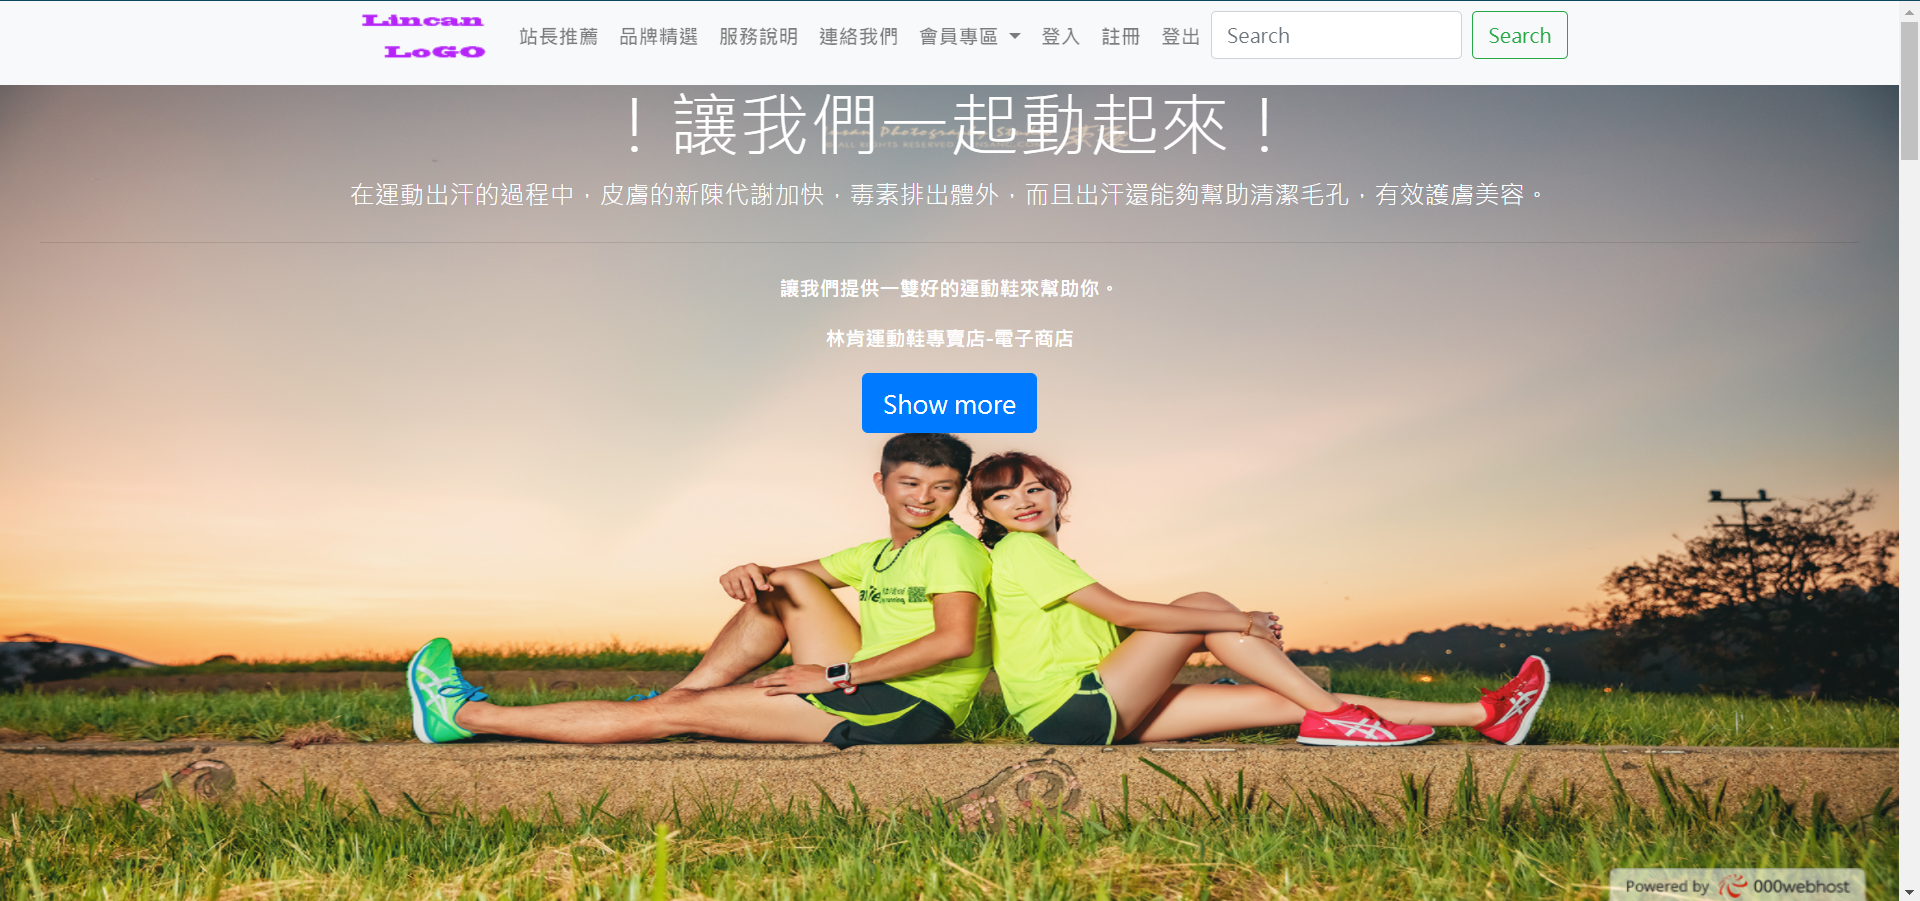 Lincan
LoGO
站長推薦 品牌精選 服務說明 連絡我們 會員專區 登入 註冊 登出 Search Search
！讓我們一起動起來！
在運動出汗的過程中，皮膚的新陳代謝加快，毒素排出體外，而且出汗還能夠幫助清潔毛孔，有效護膚美容。
讓我們提供一雙好的運動鞋來幫助你。
林肯運動鞋專賣店-電子商店
Show more
Powered by 000webhost